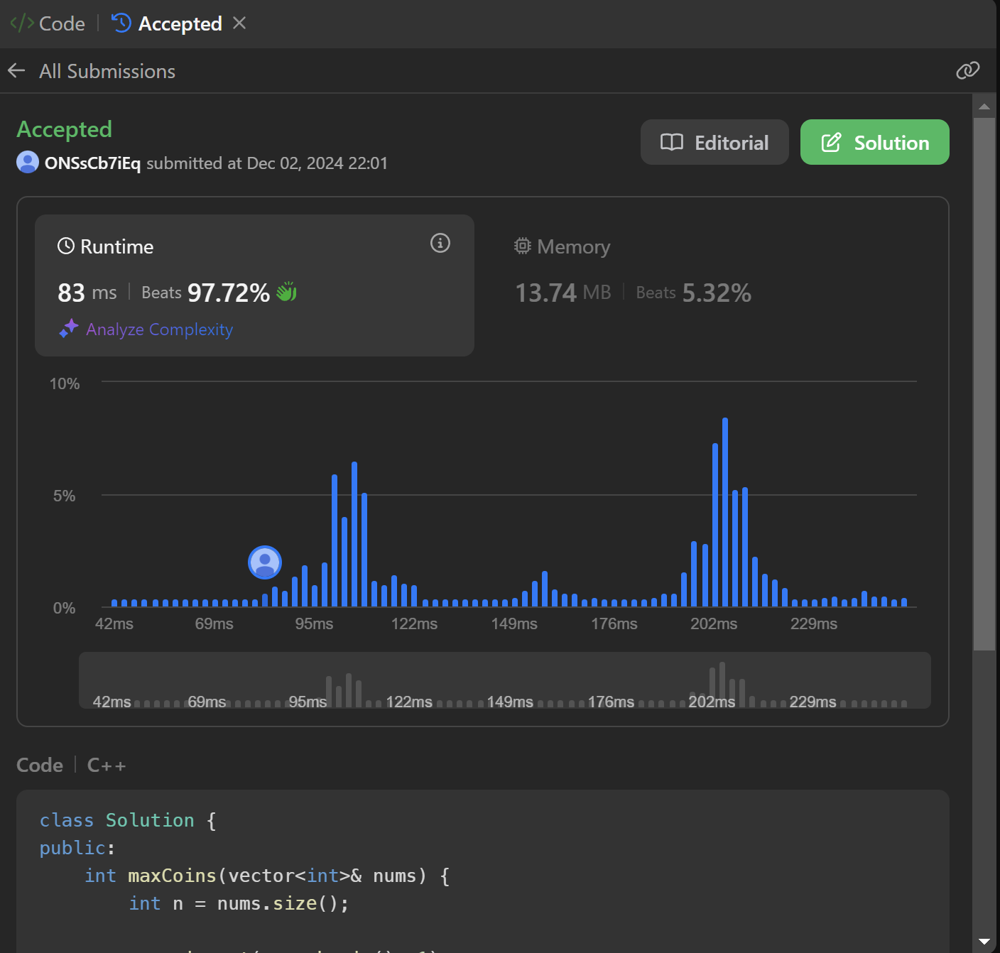 Code
Accepted
All Submissions
Accepted
ONSsCb7iEq submitted at Dec 02, 2024 22:01
Editorial
Solution
Runtime
83 ms
Beats 97.72%
Analyze Complexity
Memory
13.74 MB
Beats 5.32%
10%
5%
0%
42ms 69ms 95ms 122ms 149ms 176ms 202ms 229ms
42ms 69ms 95ms 122ms 149ms 176ms 202ms 229ms
Code
C++
class Solution {
public:
    int maxCoins(vector<int>& nums) {
        int n = nums.size();